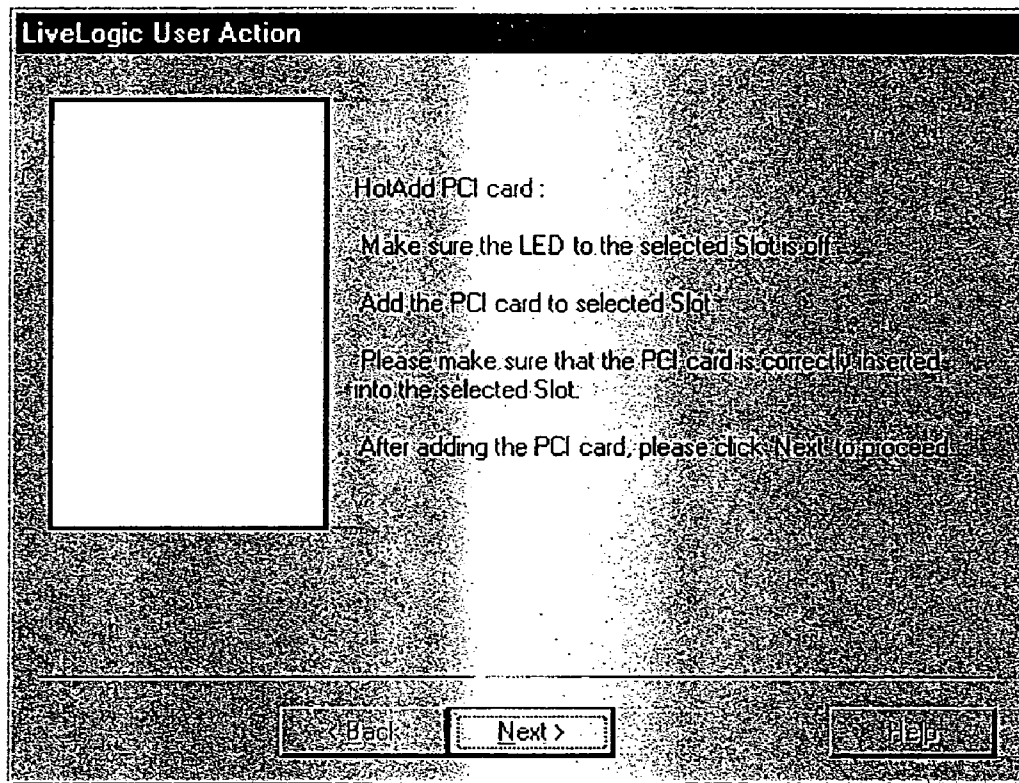 LiveLogic User Action
HotAdd PCI card :
Make sure the LED to the selected Slot is off.
Add the PCI card to selected Slot.
Please make sure that the PCI card is correctly inserted
into the selected Slot.
After adding the PCI card, please click 'Next' to proceed.
< Back
Next >
Help